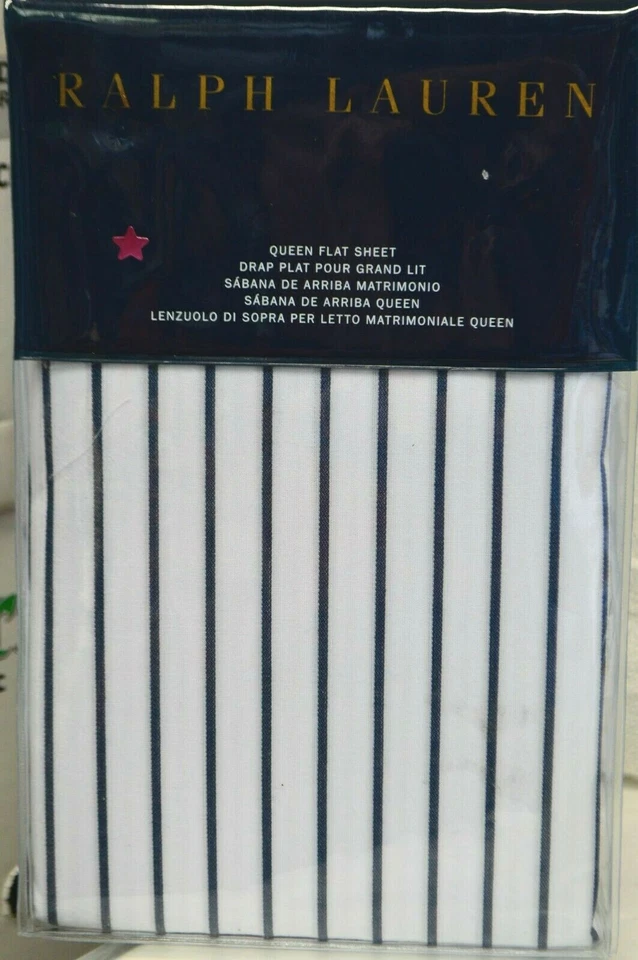 RALPH LAUREN
QUEEN FLAT SHEET
DRAP PLAT POUR GRAND LIT
SÁBANA DE ARRIBA MATRIMONIO
SÁBANA DE ARRIBA QUEEN
LENZUOLO DI SOPRA PER LETTO MATRIMONIALE QUEEN